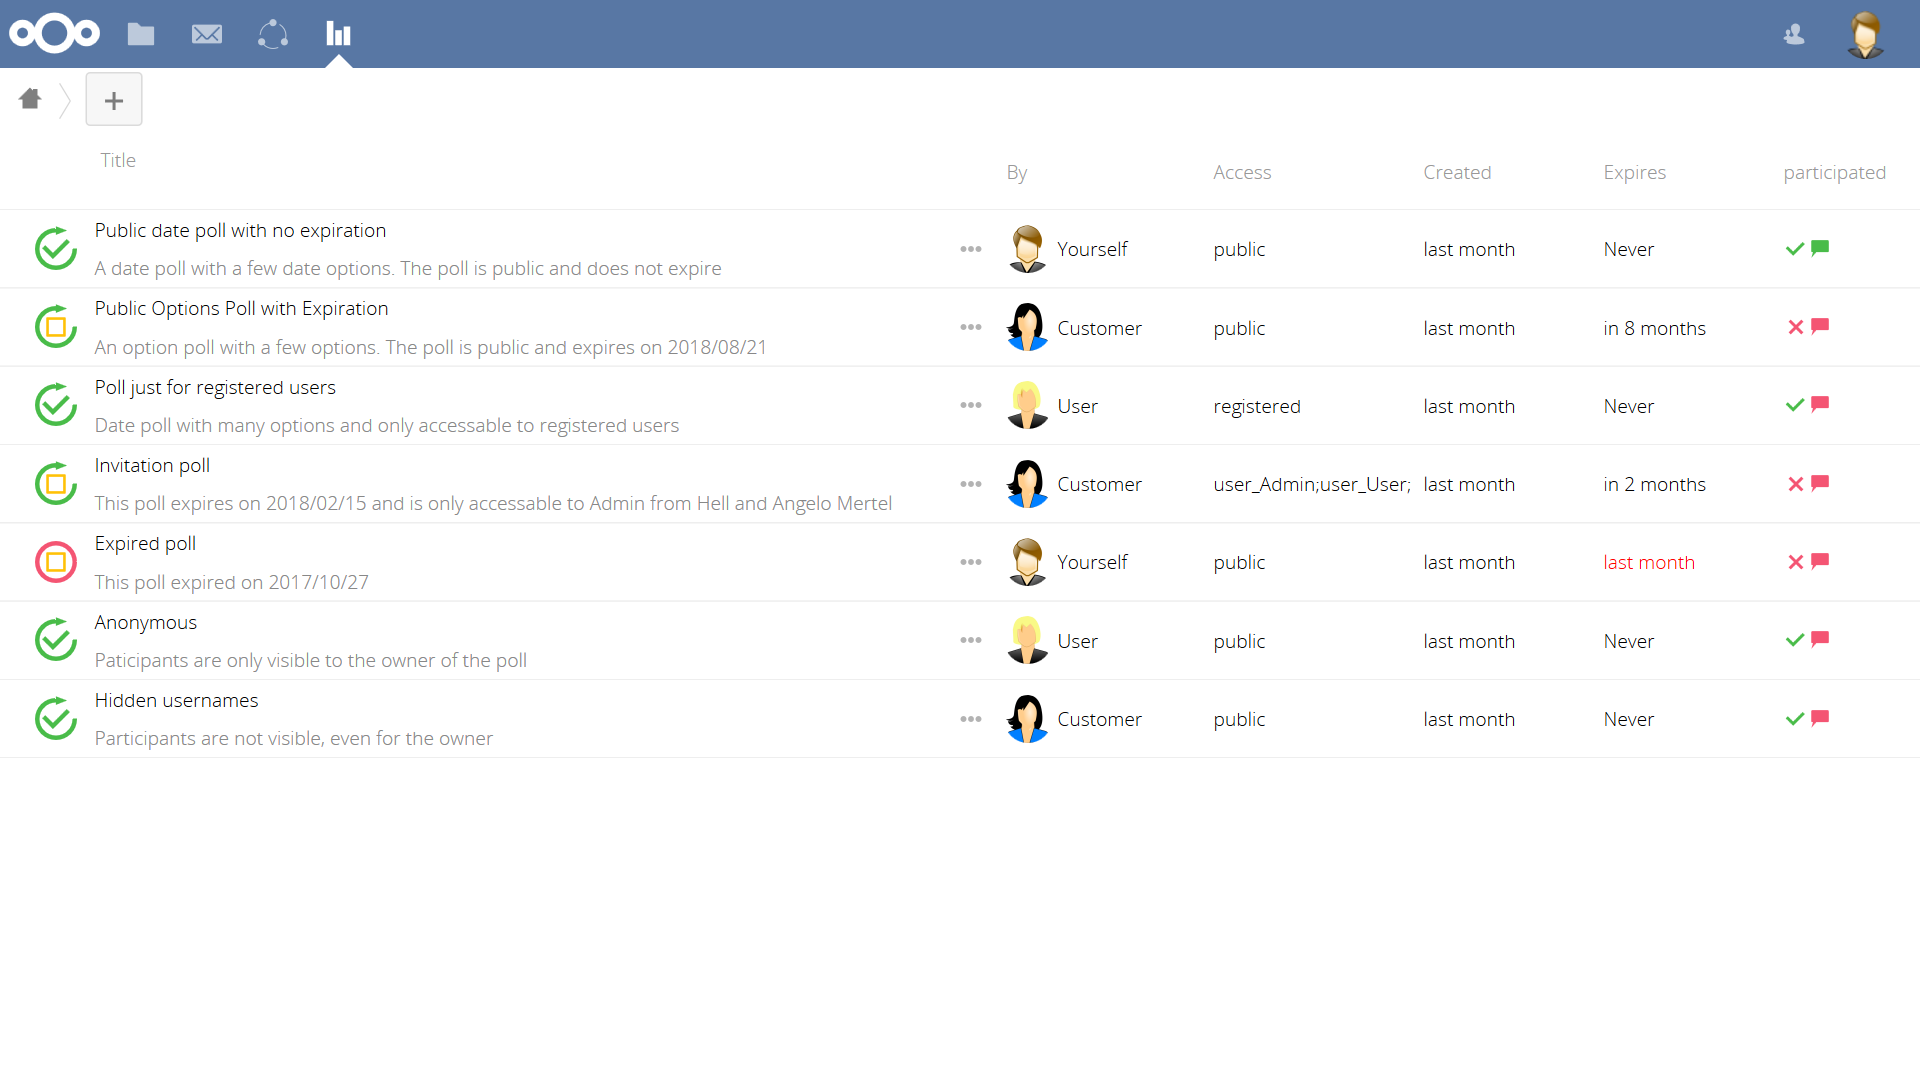 Title
By
Access
Created
Expires
participated
Public date poll with no expiration
A date poll with a few date options. The poll is public and does not expire
Yourself
public
last month
Never
Public Options Poll with Expiration
An option poll with a few options. The poll is public and expires on 2018/08/21
Customer
public
last month
in 8 months
Poll just for registered users
Date poll with many options and only accessable to registered users
User
registered
last month
Never
Invitation poll
This poll expires on 2018/02/15 and is only accessable to Admin from Hell and Angelo Mertel
Customer
user_Admin;user_User;
last month
in 2 months
Expired poll
This poll expired on 2017/10/27
Yourself
public
last month
last month
Anonymous
Paticipants are only visible to the owner of the poll
User
public
last month
Never
Hidden usernames
Participants are not visible, even for the owner
Customer
public
last month
Never